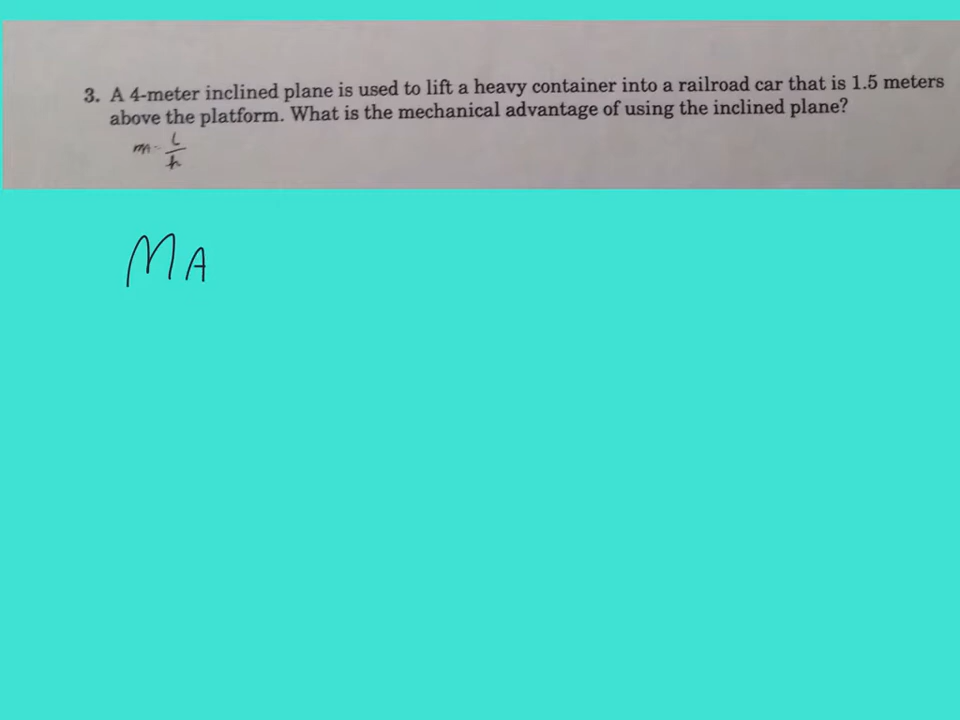 3. A 4-meter inclined plane is used to lift a heavy container into a railroad car that is 1.5 meters
above the platform. What is the mechanical advantage of using the inclined plane?
MA = L/h
MA